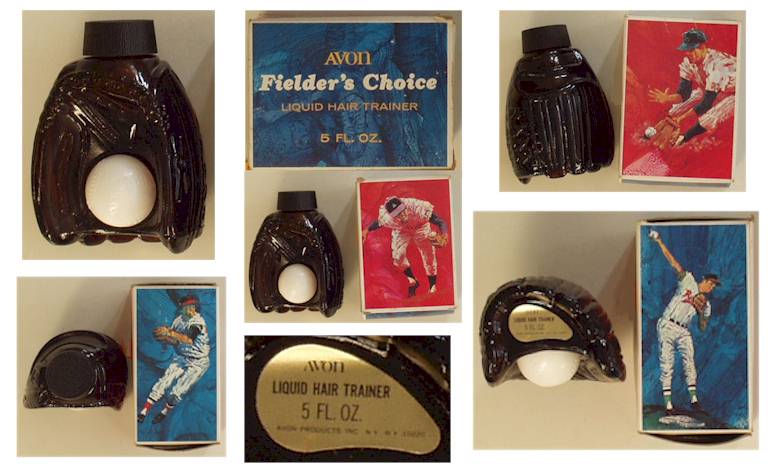 AVON
Fielder's Choice
LIQUID HAIR TRAINER
5 FL. OZ.
AVON
LIQUID HAIR TRAINER
5 FL. OZ.
AVON PRODUCTS INC. N.Y. N.Y.
LIQUID HAIR TRAINER
5 FL. OZ.